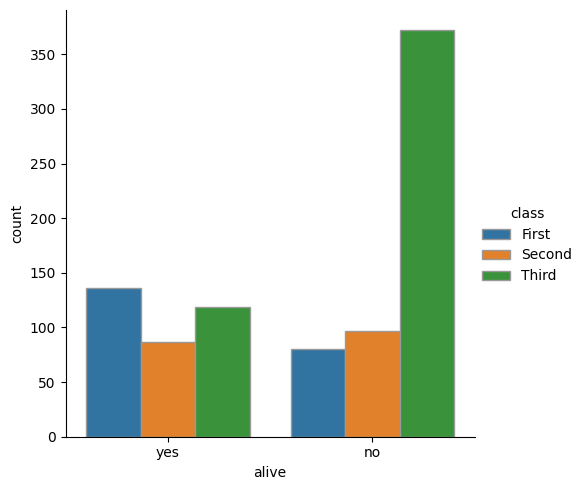 350
300
250
200
150
100
50
0
count
yes
no
alive
class
First
Second
Third